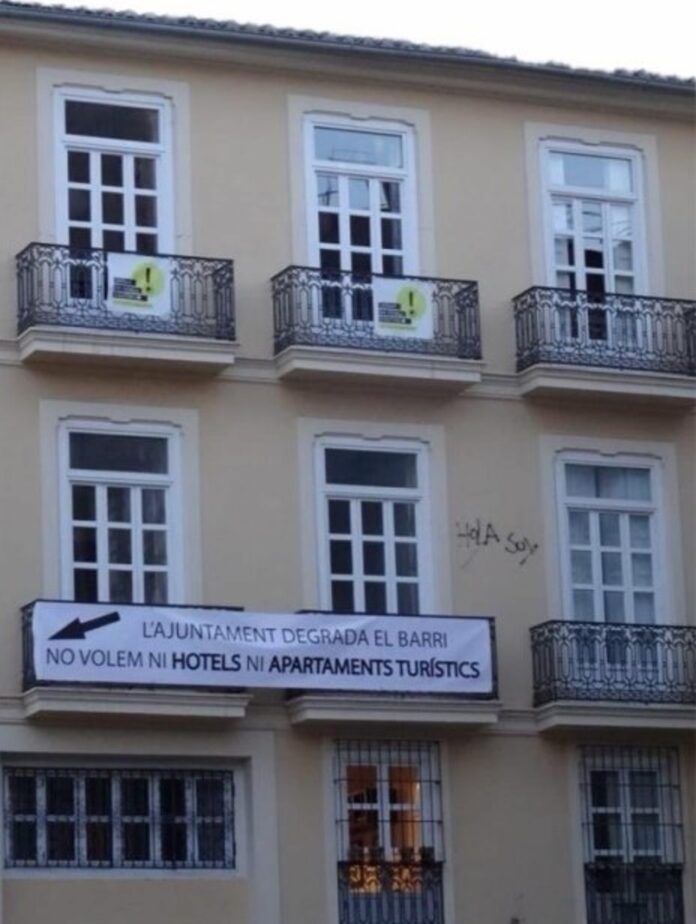 HOLA SOY
L'AJUNTAMENT DEGRADA EL BARRI
NO VOLEM NI HOTELS NI APARTAMENTS TURÍSTICS